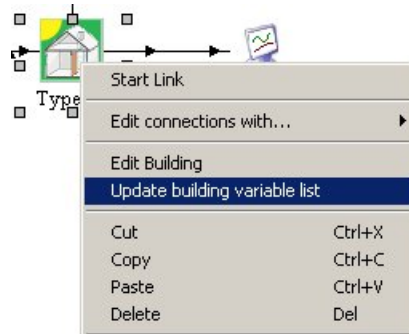 Type
Start Link
Edit connections with...
Edit Building
Update building variable list
Cut Ctrl+X
Copy Ctrl+C
Paste Ctrl+V
Delete Del